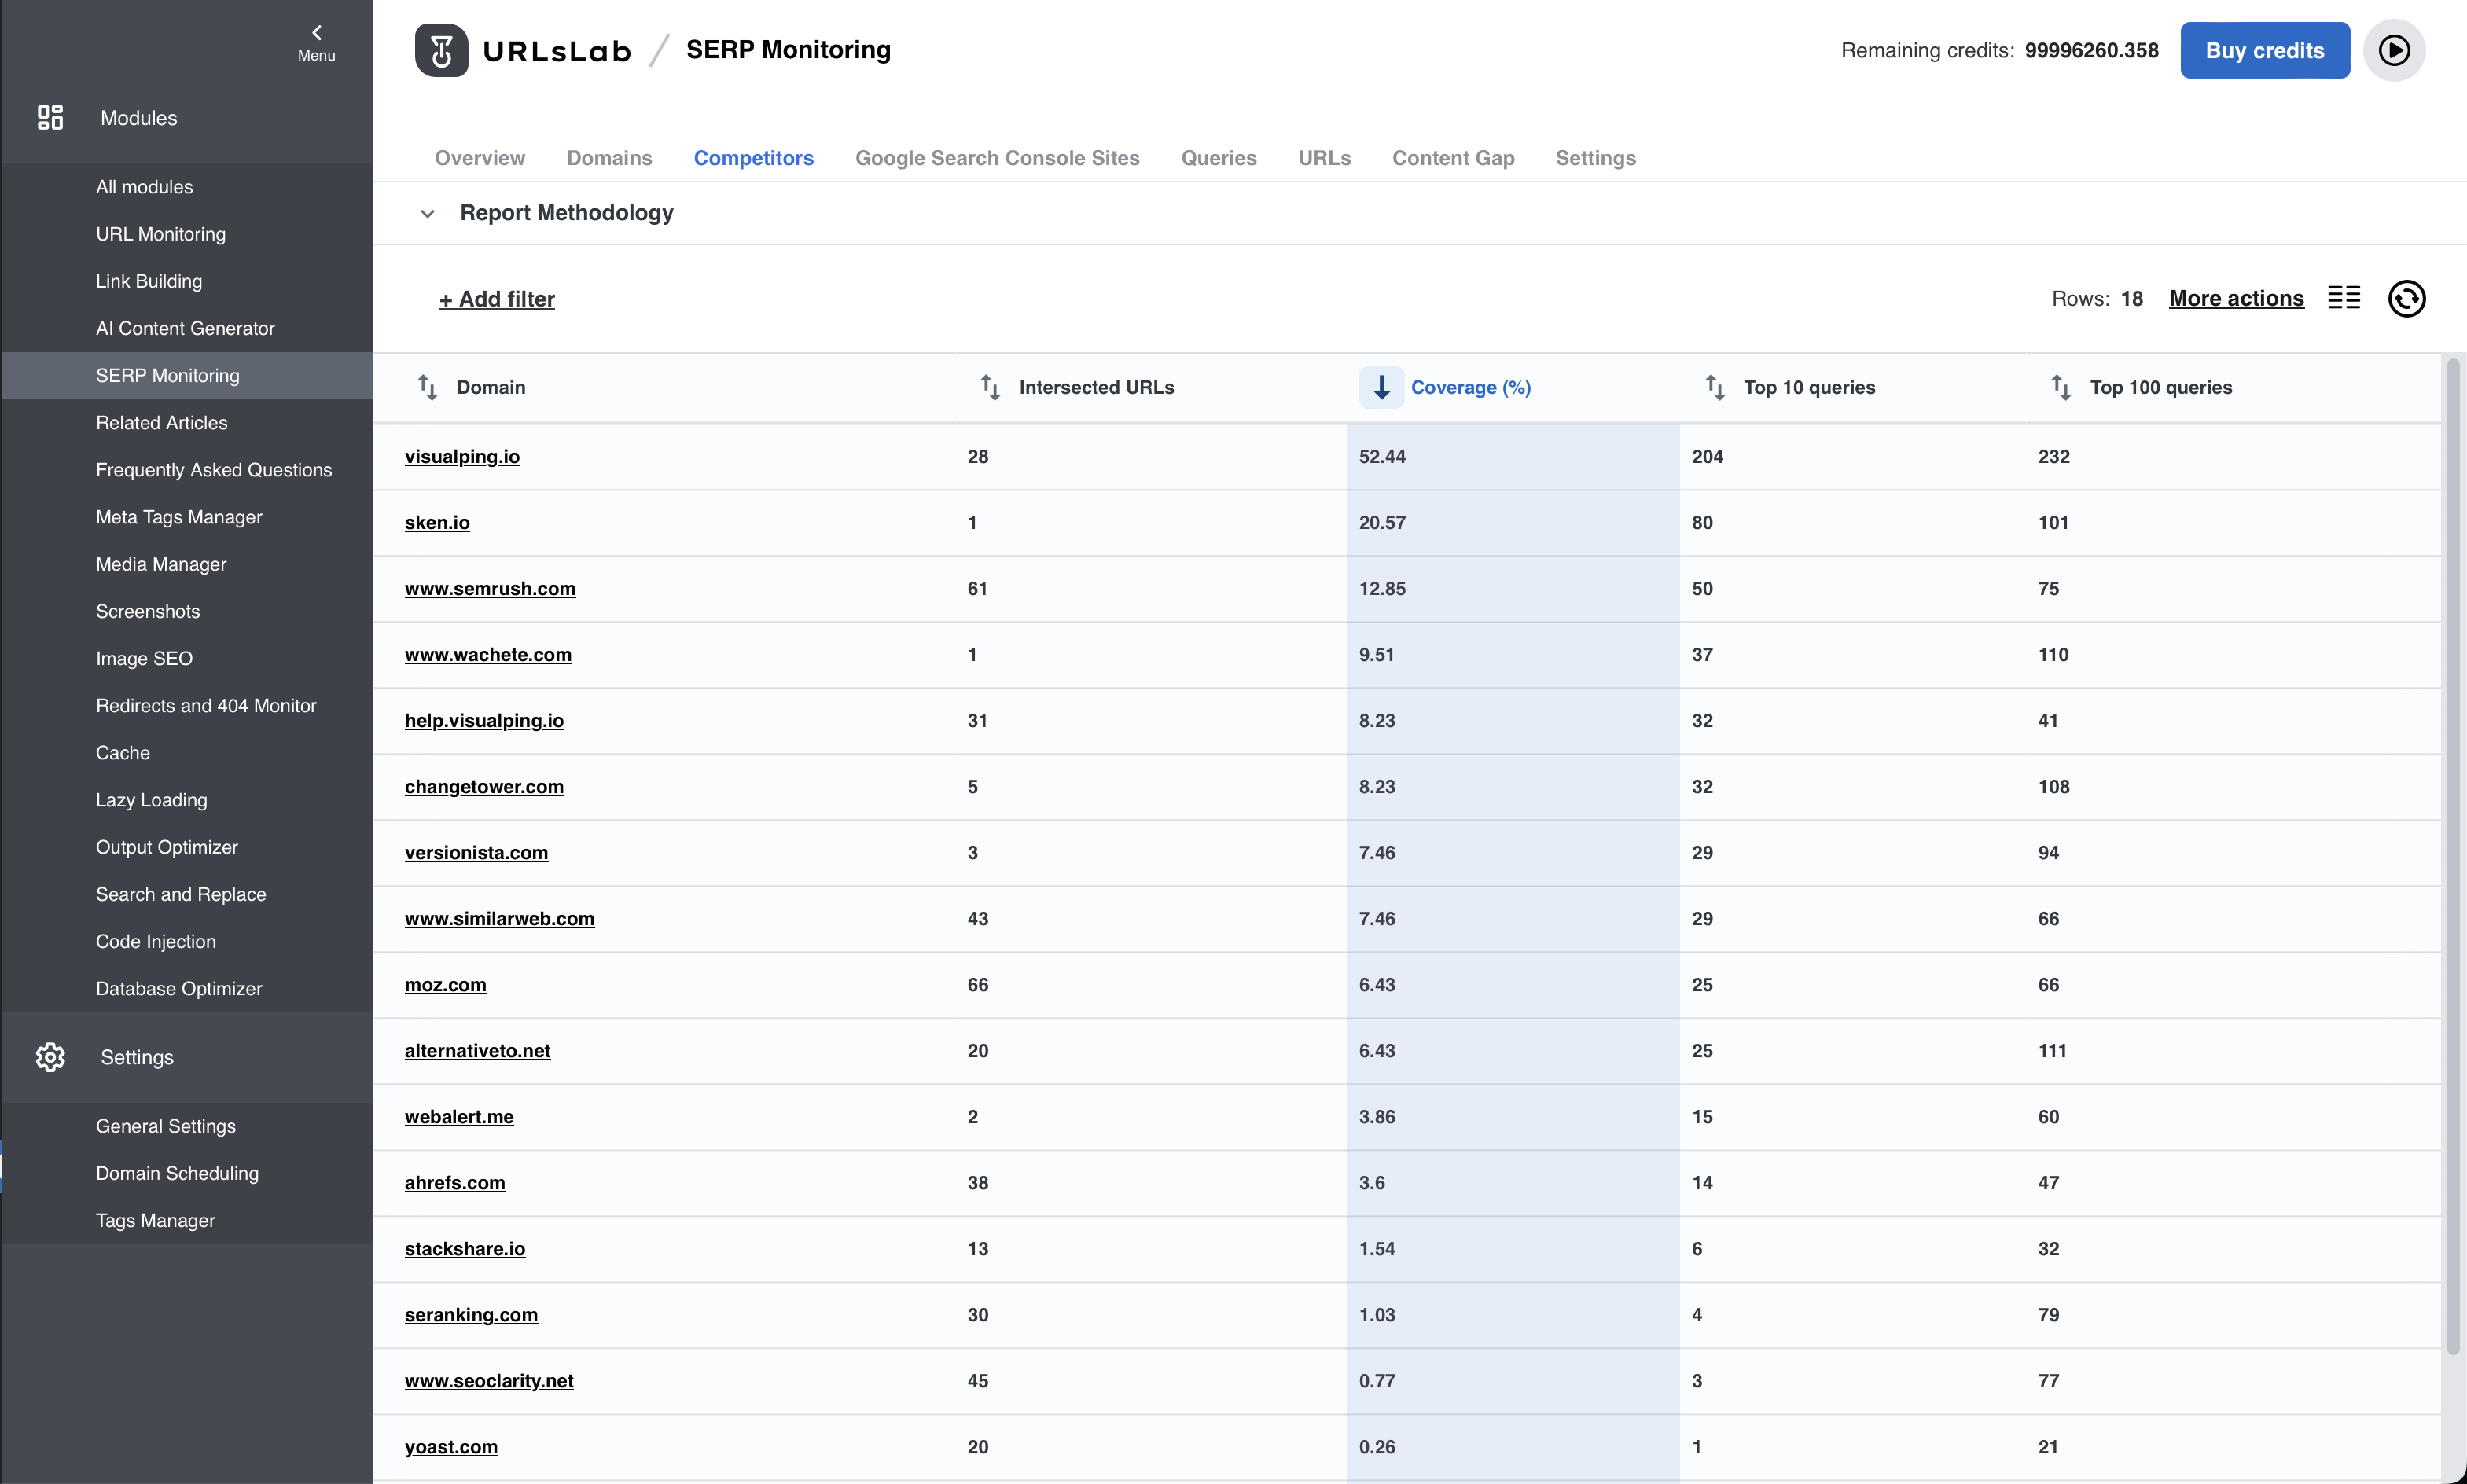 Menu
Modules
All modules
URL Monitoring
Link Building
AI Content Generator
SERP Monitoring
Related Articles
Frequently Asked Questions
Meta Tags Manager
Media Manager
Screenshots
Image SEO
Redirects and 404 Monitor
Cache
Lazy Loading
Output Optimizer
Search and Replace
Code Injection
Database Optimizer
Settings
General Settings
Domain Scheduling
Tags Manager
URLsLab / SERP Monitoring
Remaining credits: 99996260.358 Buy credits
Overview Domains Competitors Google Search Console Sites Queries URLs Content Gap Settings
Report Methodology
+ Add filter Rows: 18 More actions
Domain Intersected URLs Coverage (%) Top 10 queries Top 100 queries
visualping.io 28 52.44 204 232
sken.io 1 20.57 80 101
www.semrush.com 61 12.85 50 75
www.wachete.com 1 9.51 37 110
help.visualping.io 31 8.23 32 41
changetower.com 5 8.23 32 108
versionista.com 3 7.46 29 94
www.similarweb.com 43 7.46 29 66
moz.com 66 6.43 25 66
alternativeto.net 20 6.43 25 111
webalert.me 2 3.86 15 60
ahrefs.com 38 3.6 14 47
stackshare.io 13 1.54 6 32
seranking.com 30 1.03 4 79
www.seoclarity.net 45 0.77 3 77
yoast.com 20 0.26 1 21